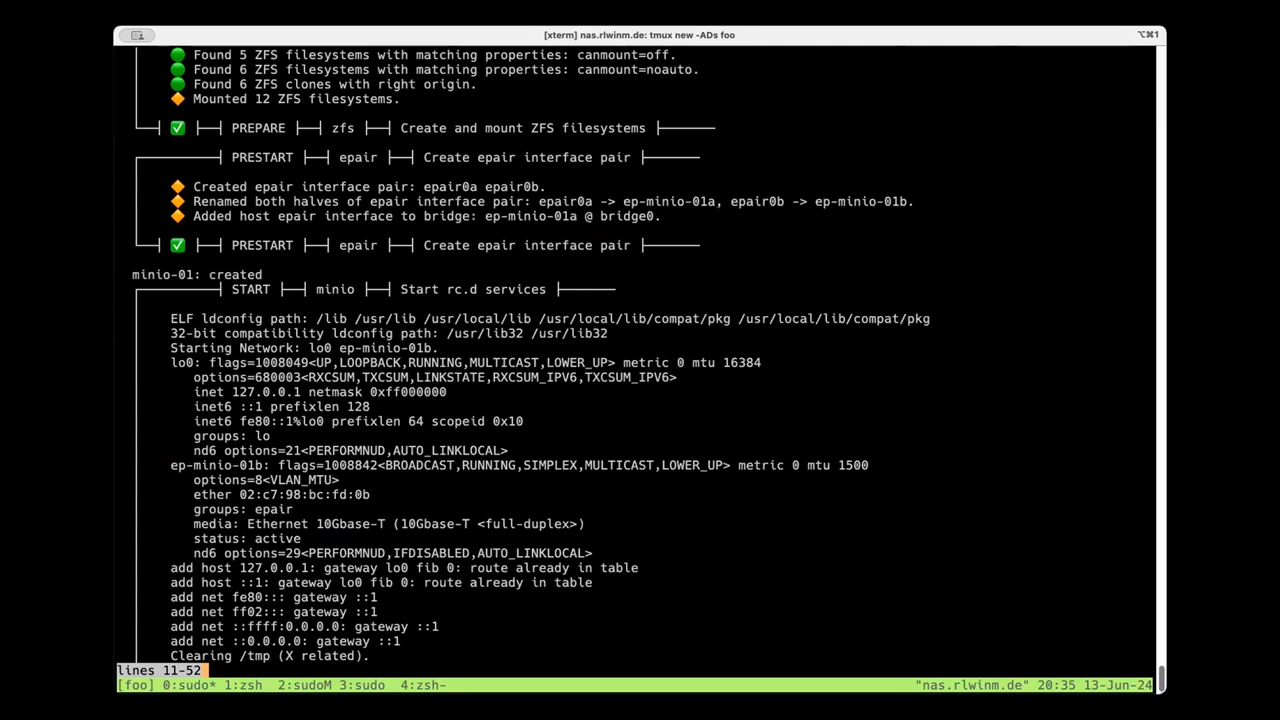 [xterm] nas.rlwinm.de: tmux new -ADs foo
⌥⌘1
Found 5 ZFS filesystems with matching properties: canmount=off.
Found 6 ZFS filesystems with matching properties: canmount=noauto.
Found 6 ZFS clones with right origin.
Mounted 12 ZFS filesystems.
PREPARE zfs Create and mount ZFS filesystems
PRESTART epair Create epair interface pair
Created epair interface pair: epair0a epair0b.
Renamed both halves of epair interface pair: epair0a -> ep-minio-01a, epair0b -> ep-minio-01b.
Added host epair interface to bridge: ep-minio-01a @ bridge0.
PRESTART epair Create epair interface pair
minio-01: created
START minio Start rc.d services
ELF ldconfig path: /lib /usr/lib /usr/local/lib /usr/local/lib/compat/pkg /usr/local/lib/compat/pkg
32-bit compatibility ldconfig path: /usr/lib32 /usr/lib32
Starting Network: lo0 ep-minio-01b.
lo0: flags=1008049<UP,LOOPBACK,RUNNING,MULTICAST,LOWER_UP> metric 0 mtu 16384
options=680003<RXCSUM,TXCSUM,LINKSTATE,RXCSUM_IPV6,TXCSUM_IPV6>
inet 127.0.0.1 netmask 0xff000000
inet6 ::1 prefixlen 128
inet6 fe80::1%lo0 prefixlen 64 scopeid 0x10
groups: lo
nd6 options=21<PERFORMNUD,AUTO_LINKLOCAL>
ep-minio-01b: flags=1008842<BROADCAST,RUNNING,SIMPLEX,MULTICAST,LOWER_UP> metric 0 mtu 1500
options=8<VLAN_MTU>
ether 02:c7:98:bc:fd:0b
groups: epair
media: Ethernet 10Gbase-T (10Gbase-T <full-duplex>)
status: active
nd6 options=29<PERFORMNUD,IFDISABLED,AUTO_LINKLOCAL>
add host 127.0.0.1: gateway lo0 fib 0: route already in table
add host ::1: gateway lo0 fib 0: route already in table
add net fe80::: gateway ::1
add net ff02::: gateway ::1
add net ::ffff:0.0.0.0: gateway ::1
add net ::0.0.0.0: gateway ::1
Clearing /tmp (X related).
lines 11-52
[foo] 0:sudo* 1:zsh  2:sudoM 3:sudo  4:zsh- "nas.rlwinm.de" 20:35 13-Jun-24